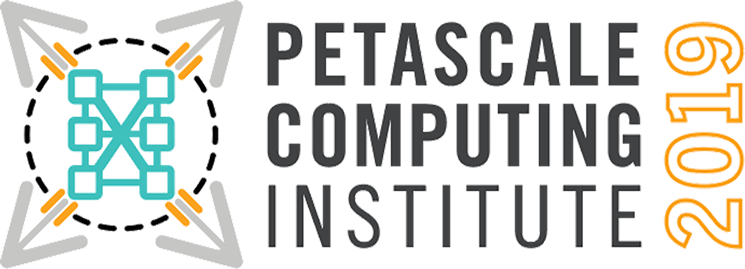 PETASCALE
COMPUTING
INSTITUTE
2019